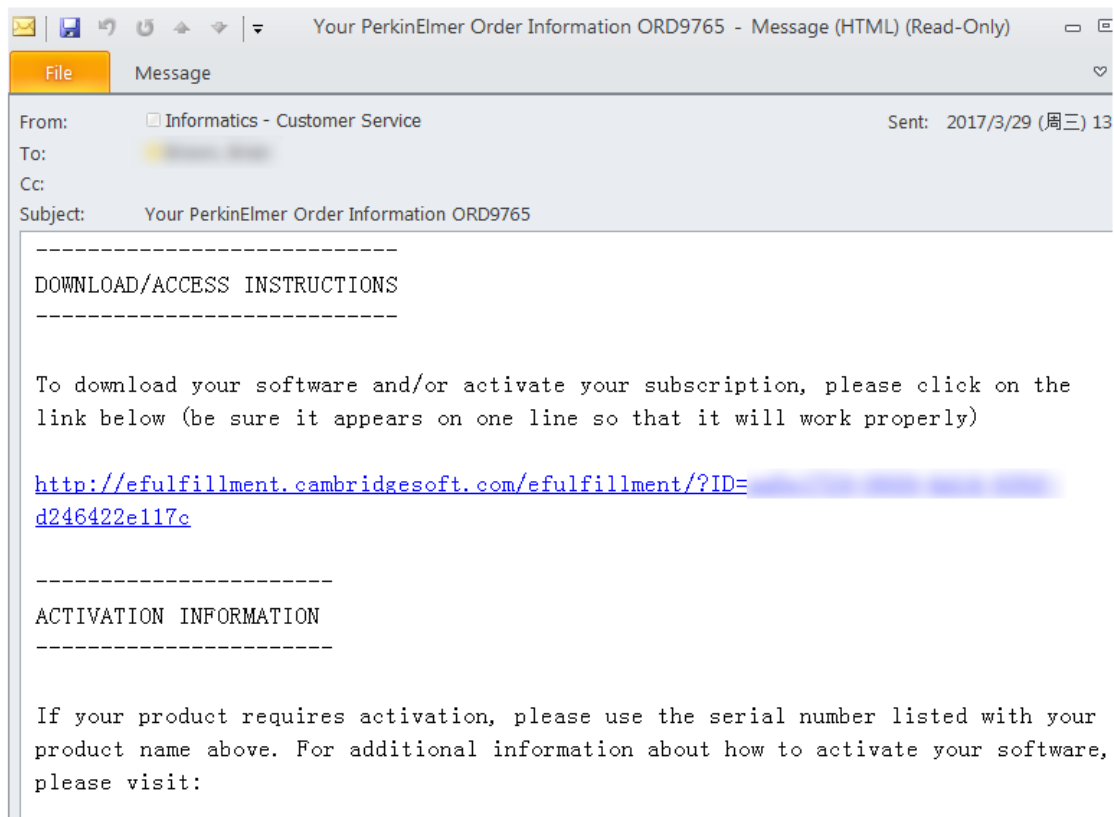 Your PerkinElmer Order Information ORD9765 - Message (HTML) (Read-Only)
File Message
From: Informatics - Customer Service Sent: 2017/3/29 (周三) 13
To:
Cc:
Subject: Your PerkinElmer Order Information ORD9765
----------------------------
DOWNLOAD/ACCESS INSTRUCTIONS
----------------------------
To download your software and/or activate your subscription, please click on the
link below (be sure it appears on one line so that it will work properly)
http://efulfillment.cambridgesoft.com/efulfillment/?ID=
d246422e117c
-----------------------
ACTIVATION INFORMATION
-----------------------
If your product requires activation, please use the serial number listed with your
product name above. For additional information about how to activate your software,
please visit: